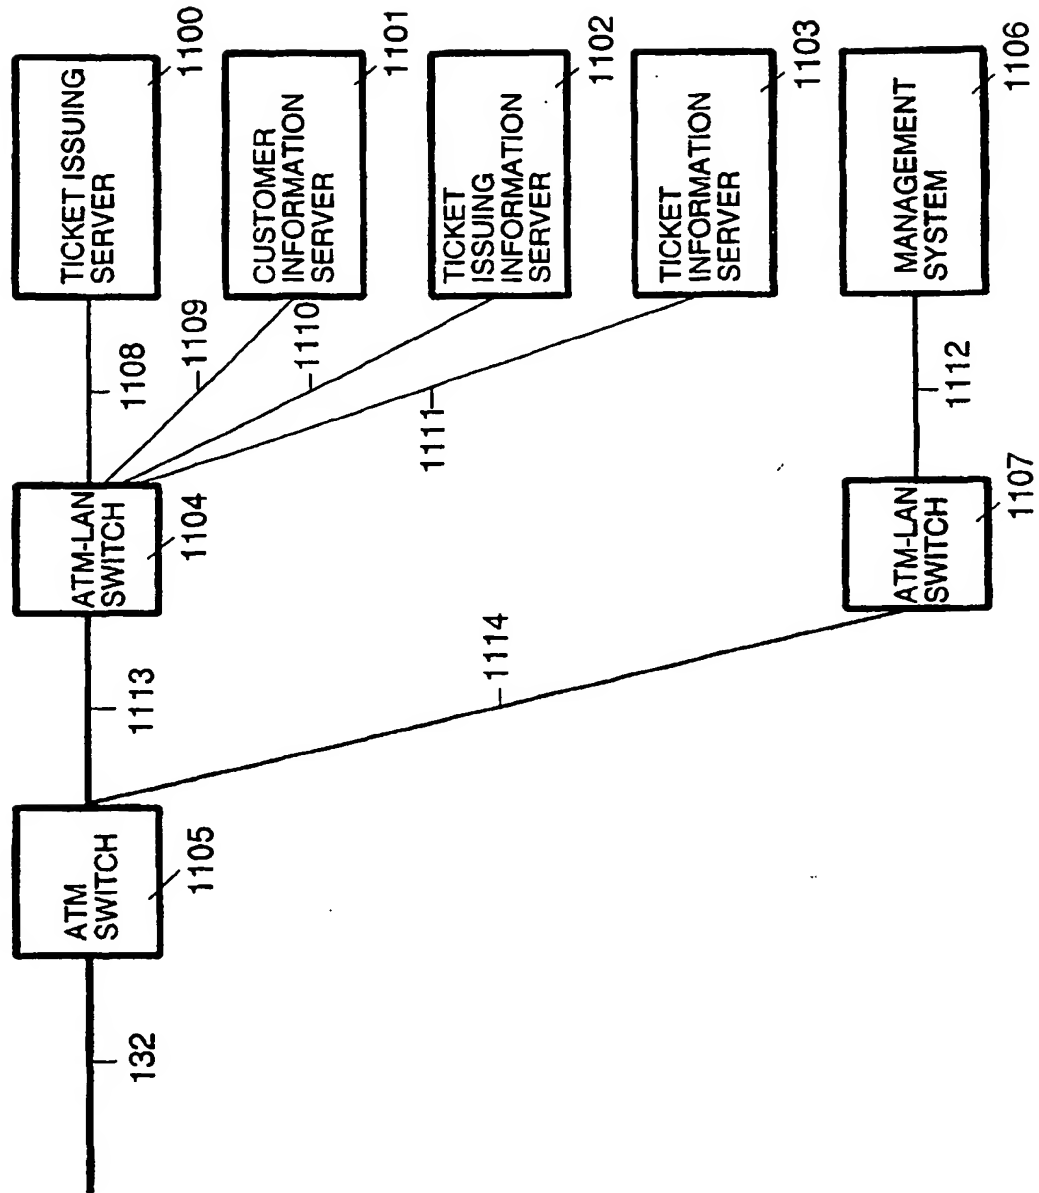 TICKET ISSUING
SERVER
1100
CUSTOMER
INFORMATION
SERVER
1101
TICKET
ISSUING
INFORMATION
SERVER
1102
TICKET
INFORMATION
SERVER
1103
MANAGEMENT
SYSTEM
1106
1108
1109
1110
1111
1112
ATM-LAN
SWITCH
1104
ATM-LAN
SWITCH
1107
1113
1114
ATM
SWITCH
1105
132